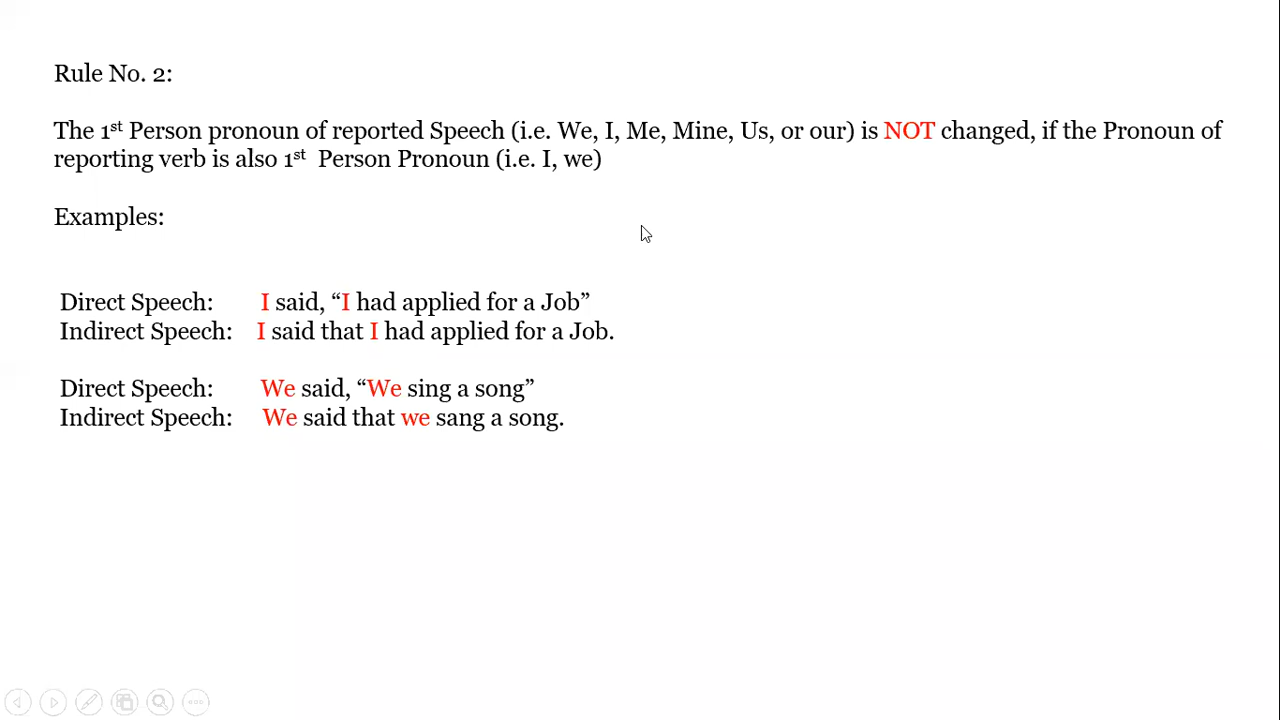 Rule No. 2:
The 1st Person pronoun of reported Speech (i.e. We, I, Me, Mine, Us, or our) is NOT changed, if the Pronoun of
reporting verb is also 1st Person Pronoun (i.e. I, we)
Examples:
Direct Speech: I said, “I had applied for a Job”
Indirect Speech: I said that I had applied for a Job.
Direct Speech: We said, “We sing a song”
Indirect Speech: We said that we sang a song.